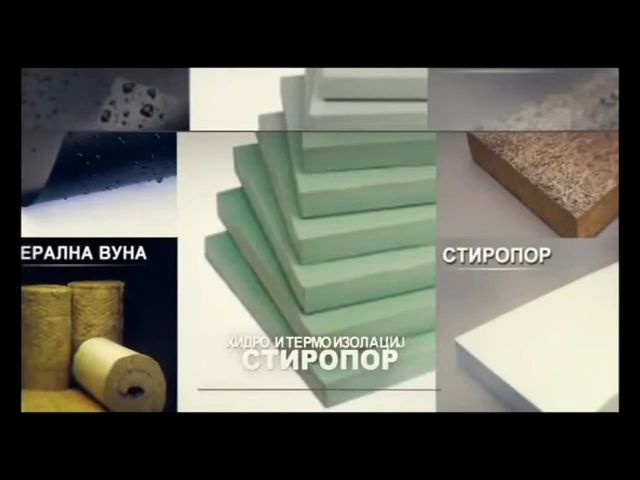 ЕРАЛНА ВУНА
СТИРОПОР
ХИДРО И ТЕРМО ИЗОЛАЦИЈ
СТИРОПОР